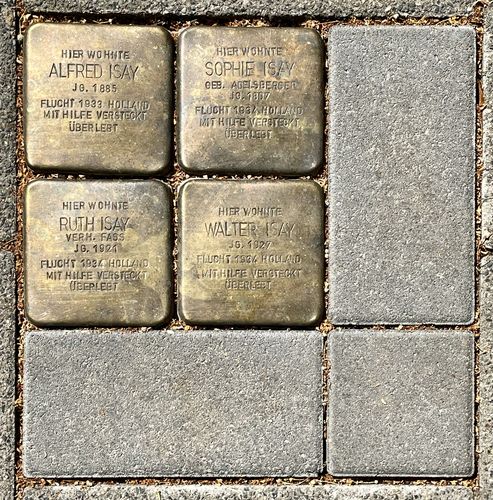 HIER WOHNTE
ALFRED ISAY
JG. 1885
FLUCHT 1933 HOLLAND
MIT HILFE VERSTECKT
ÜBERLEBT
HIER WOHNTE
SOPHIE ISAY
GEB. ADELSBERGER
JG. 1897
FLUCHT 1934 HOLLAND
MIT HILFE VERSTECKT
ÜBERLEBT
HIER WOHNTE
RUTH ISAY
VERH. FASS
JG. 1921
FLUCHT 1934 HOLLAND
MIT HILFE VERSTECKT
ÜBERLEBT
HIER WOHNTE
WALTER ISAY
JG. 1927
FLUCHT 1934 HOLLAND
MIT HILFE VERSTECKT
ÜBERLEBT